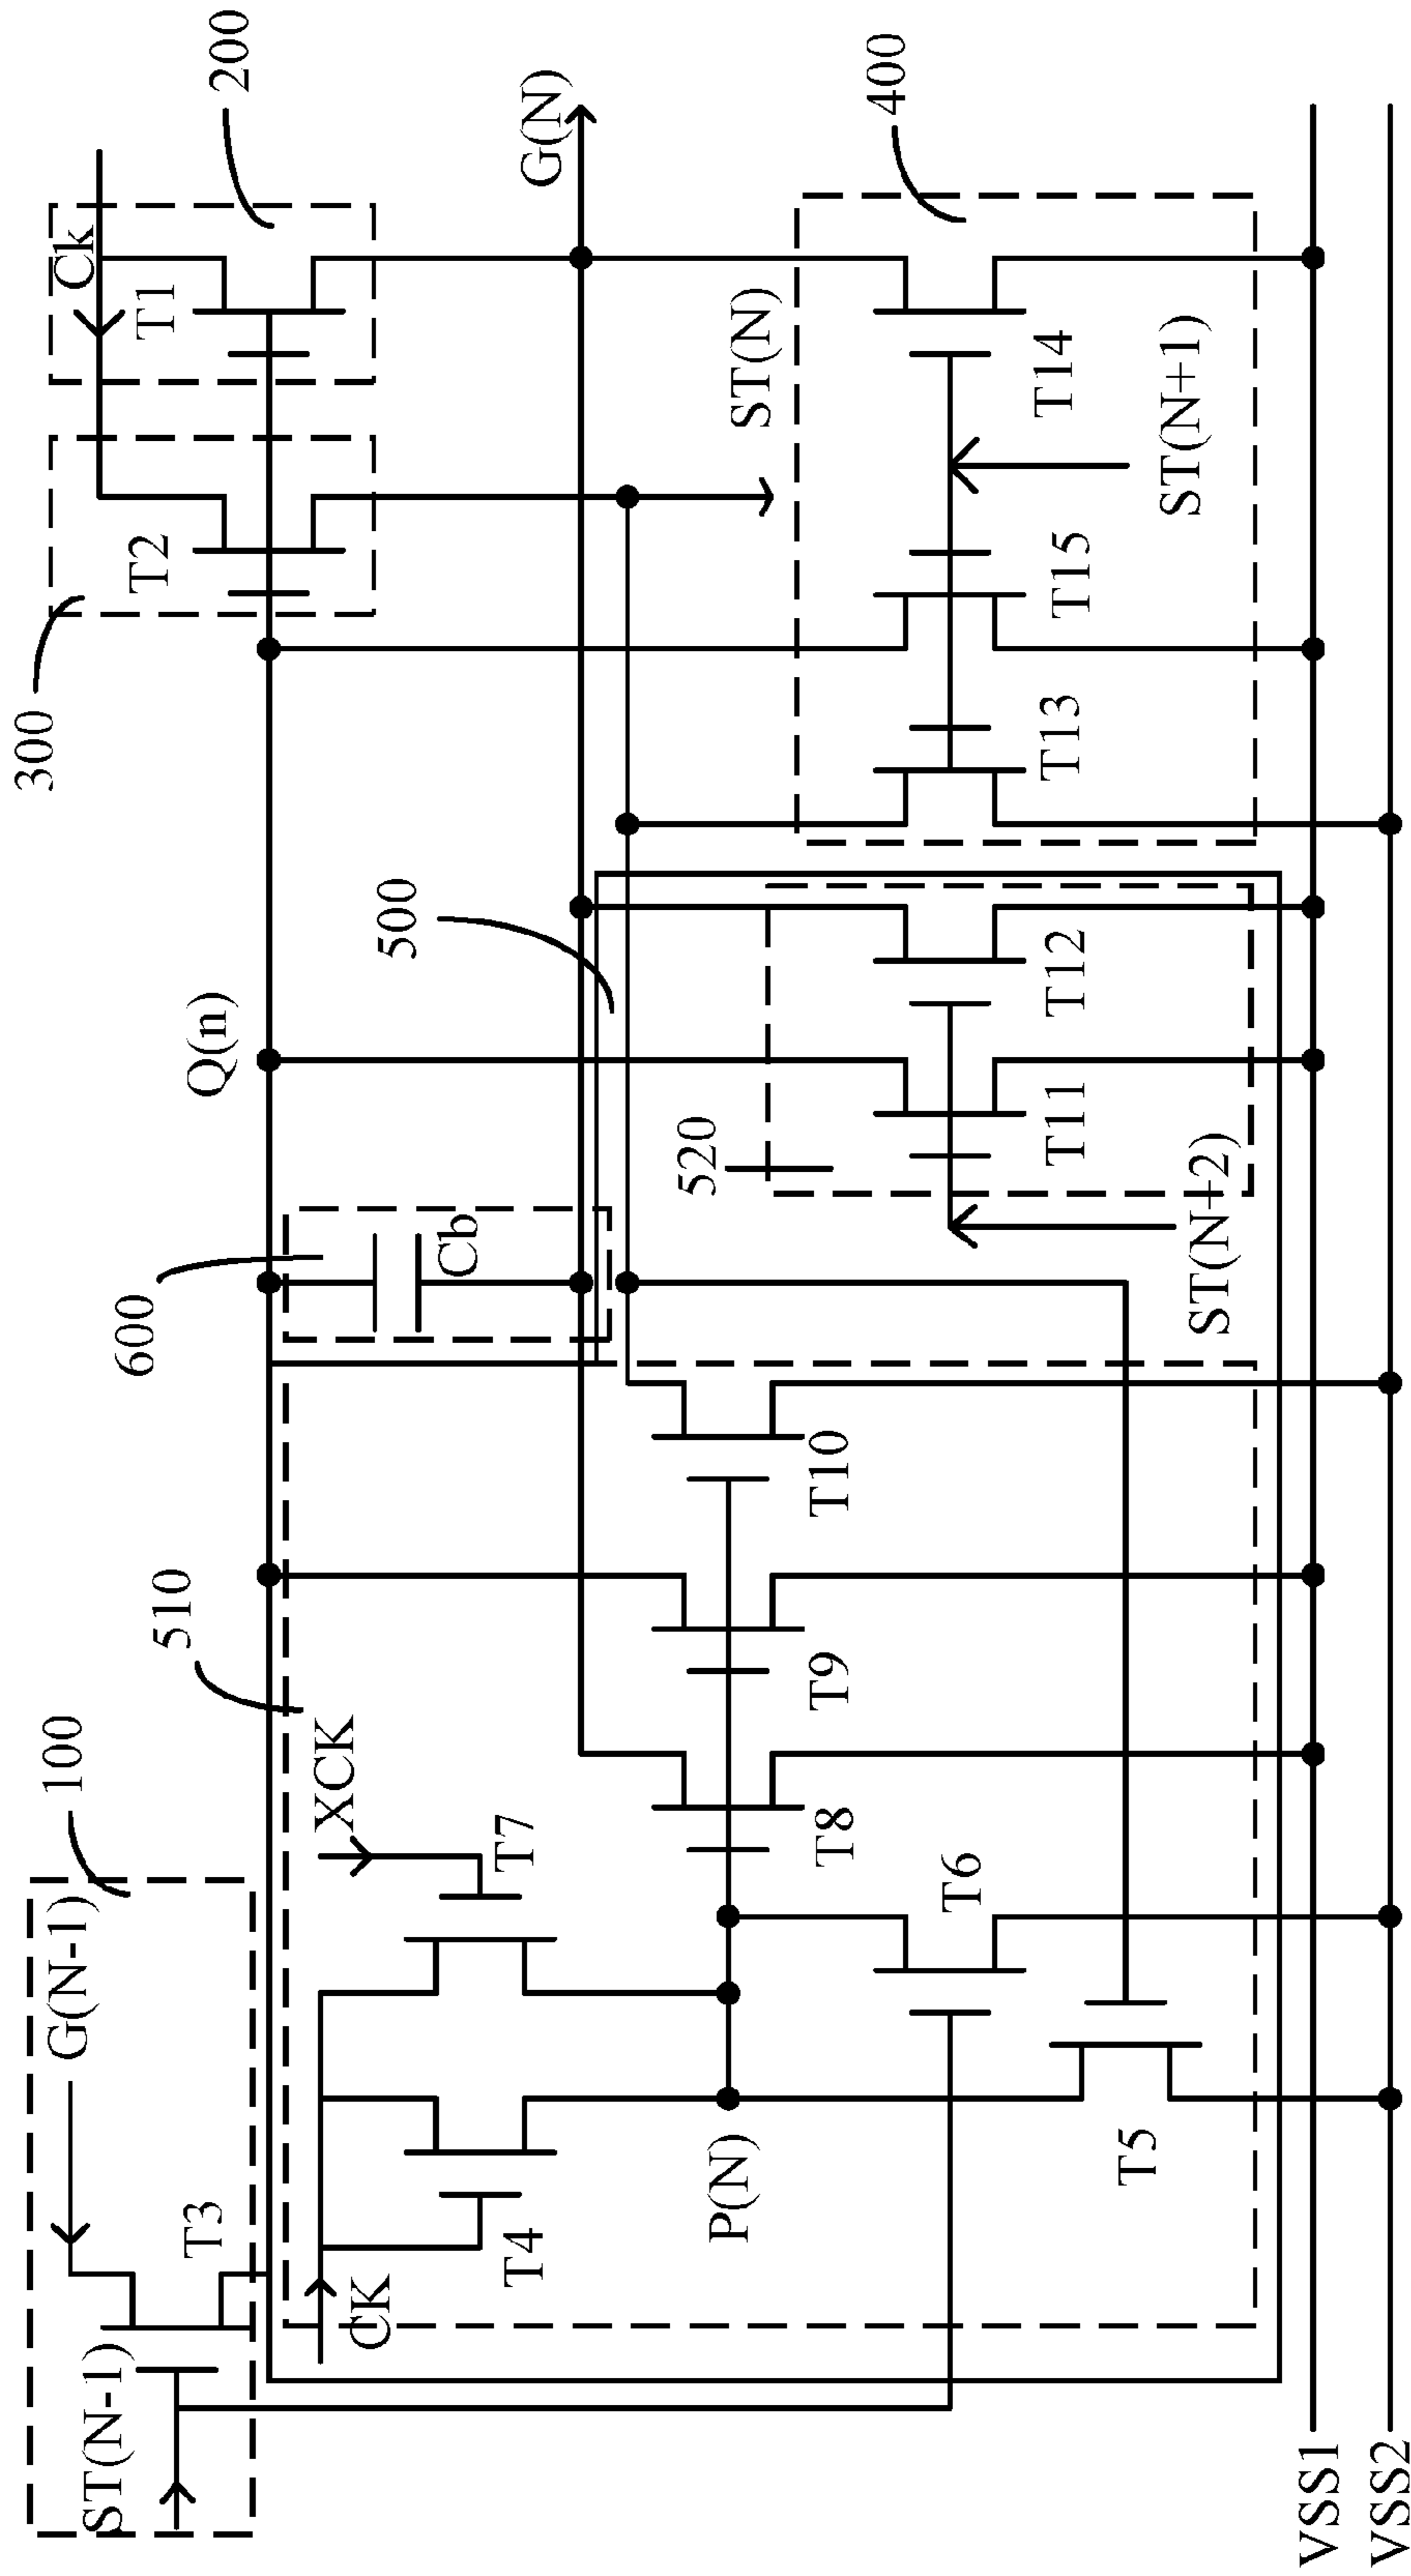 100
G(N-1)
ST(N-1)
T3
510
600
Q(n)
300
T2
Ck
T1
200
CK
T4
T7
XCK
Cb
500
G(N)
P(N)
T8
T9
T10
520
ST(N)
400
T6
T5
T11
T12
T13
T15
T14
ST(N+2)
ST(N+1)
VSS1
VSS2